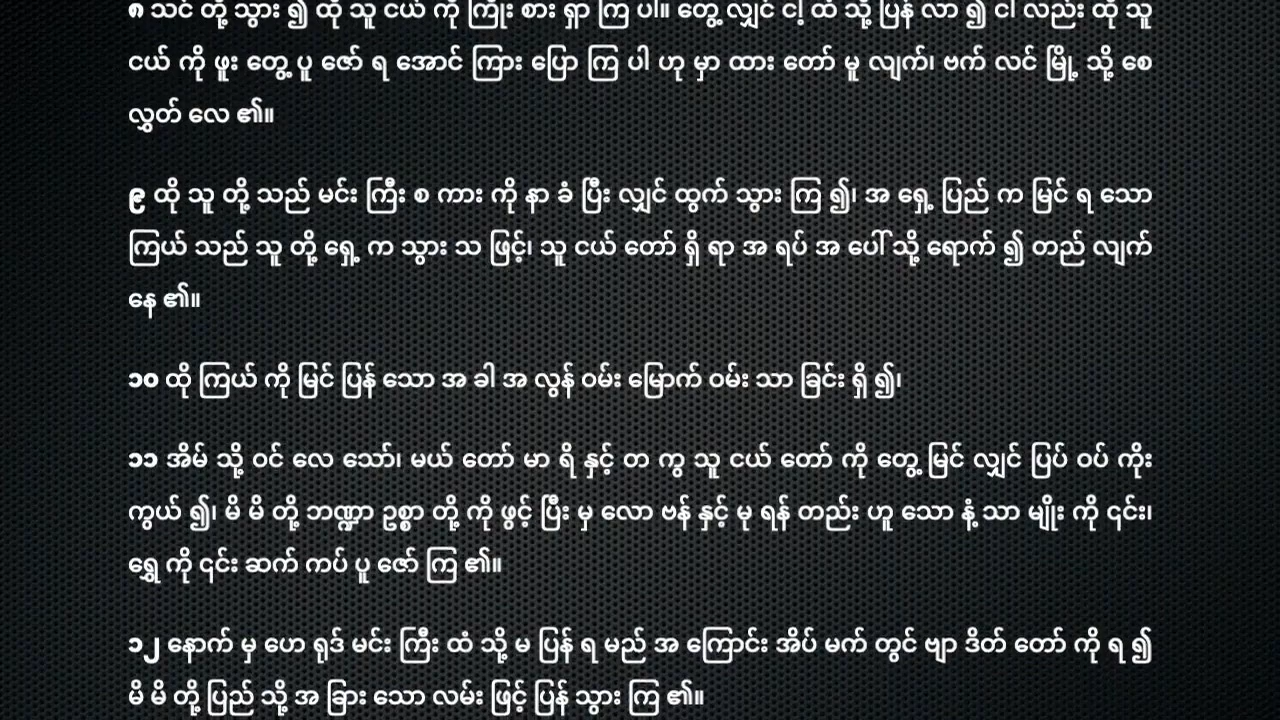 ၈ သင် တို့ သွား ၍ ထို သူ ငယ် ကို ကြိုး စား ရှာ ကြ ပါ။ တွေ့ လျှင် ငါ့ ထံ သို့ ပြန် လာ ၍ ငါ လည်း ထို သူ
ငယ် ကို ဖူး တွေ့ ပူ ဇော် ရ အောင် ကြား ပြော ကြ ပါ ဟု မှာ ထား တော် မူ လျက်၊ ဗက် လင် မြို့ သို့ စေ
လွှတ် လေ ၏။
၉ ထို သူ တို့ သည် မင်း ကြီး စ ကား ကို နာ ခံ ပြီး လျှင် ထွက် သွား ကြ ၍၊ အ ရှေ့ ပြည် က မြင် ရ သော
ကြယ် သည် သူ တို့ ရှေ့ က သွား သ ဖြင့်၊ သူ ငယ် တော် ရှိ ရာ အ ရပ် အ ပေါ် သို့ ရောက် ၍ တည် လျက်
နေ ၏။
၁၀ ထို ကြယ် ကို မြင် ပြန် သော အ ခါ အ လွန် ဝမ်း မြောက် ဝမ်း သာ ခြင်း ရှိ ၍၊
၁၁ အိမ် သို့ ဝင် လေ သော်၊ မယ် တော် မာ ရိ နှင့် တ ကွ သူ ငယ် တော် ကို တွေ့ မြင် လျှင် ပြပ် ဝပ် ကိုး
ကွယ် ၍၊ မိ မိ တို့ ဘဏ္ဍာ ဥစ္စာ တို့ ကို ဖွင့် ပြီး မှ လော ဗန် နှင့် မု ရန် တည်း ဟူ သော နံ့ သာ မျိုး ကို ၎င်း၊
ရွှေ ကို ၎င်း ဆက် ကပ် ပူ ဇော် ကြ ၏။
၁၂ နောက် မှ ဟေ ရုဒ် မင်း ကြီး ထံ သို့ မ ပြန် ရ မည် အ ကြောင်း အိပ် မက် တွင် ဗျာ ဒိတ် တော် ကို ရ ၍
မိ မိ တို့ ပြည် သို့ အ ခြား သော လမ်း ဖြင့် ပြန် သွား ကြ ၏။